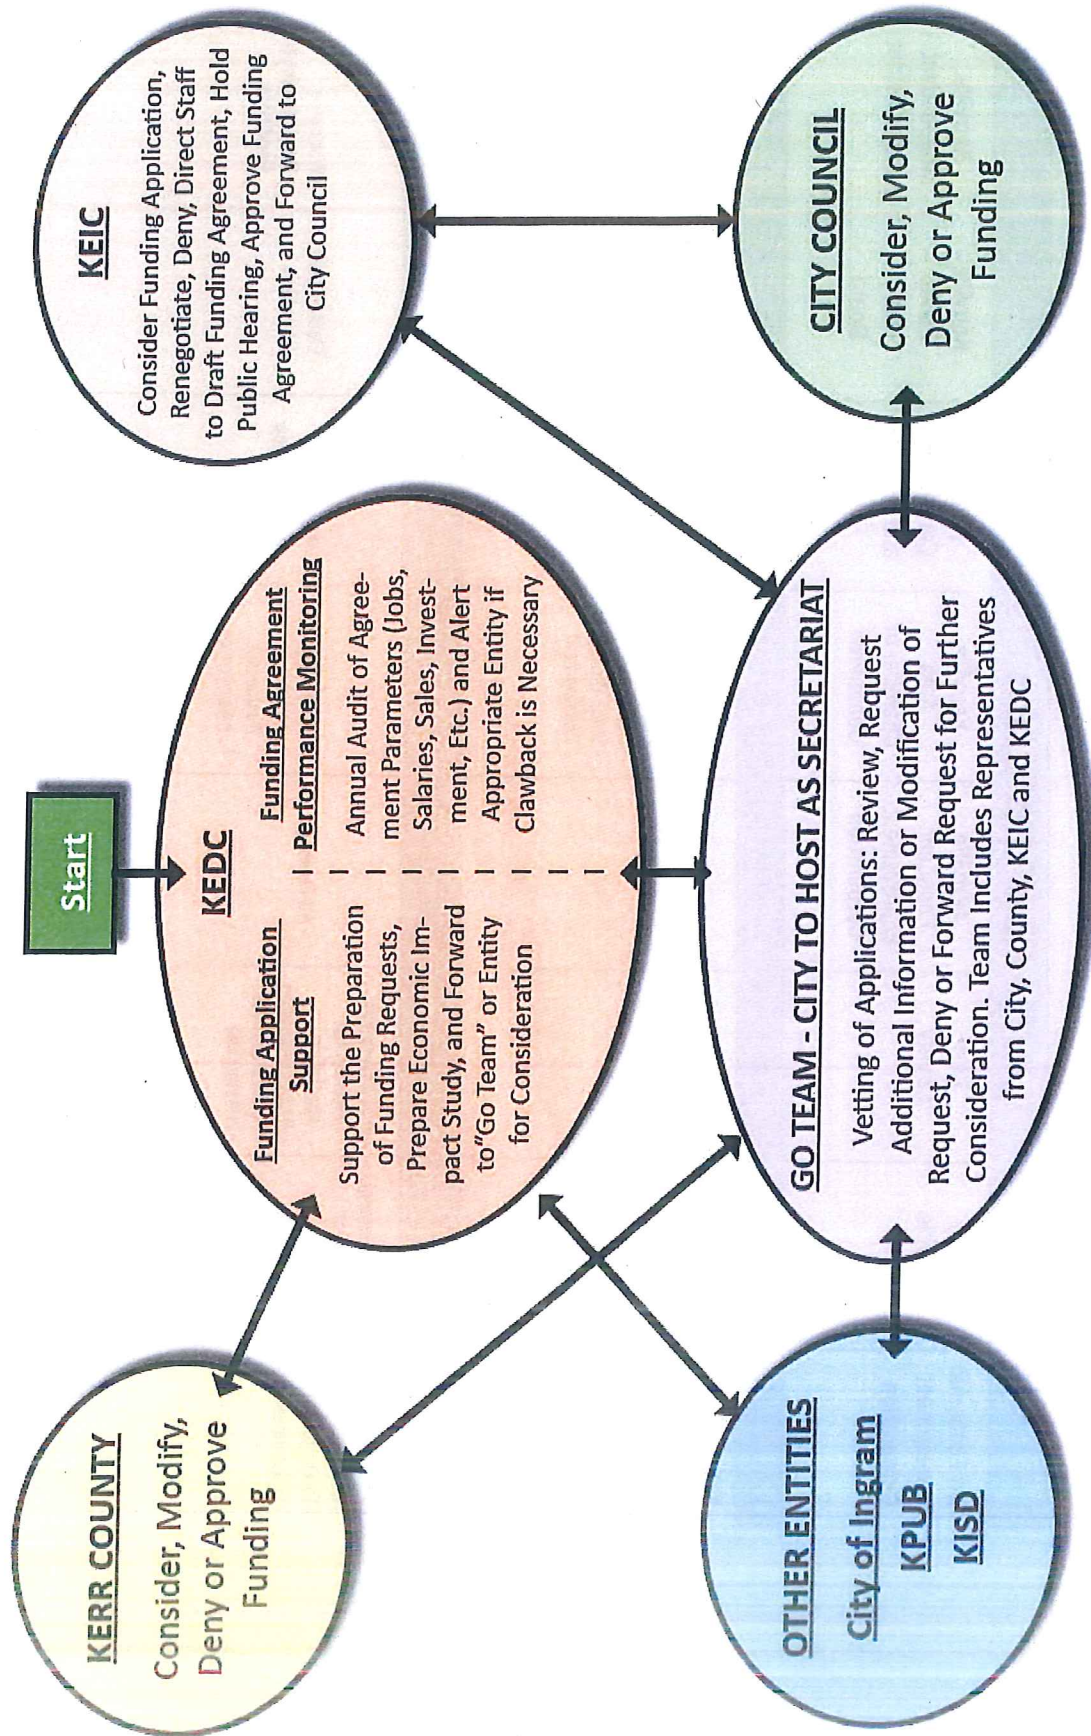 Start
KERR COUNTY
Consider, Modify,
Deny or Approve
Funding
KEDC
Funding Application
Support
Support the Preparation
of Funding Requests,
Prepare Economic Im-
pact Study, and Forward
to"Go Team" or Entity
for Consideration
Funding Agreement
Performance Monitoring
Annual Audit of Agree-
ment Parameters (Jobs,
Salaries, Sales, Invest-
ment, Etc.) and Alert
Appropriate Entity if
Clawback is Necessary
KEIC
Consider Funding Application,
Renegotiate, Deny, Direct Staff
to Draft Funding Agreement, Hold
Public Hearing, Approve Funding
Agreement, and Forward to
City Council
OTHER ENTITIES
City of Ingram
KPUB
KISD
GO TEAM - CITY TO HOST AS SECRETARIAT
Vetting of Applications: Review, Request
Additional Information or Modification of
Request, Deny or Forward Request for Further
Consideration. Team Includes Representatives
from City, County, KEIC and KEDC
CITY COUNCIL
Consider, Modify,
Deny or Approve
Funding